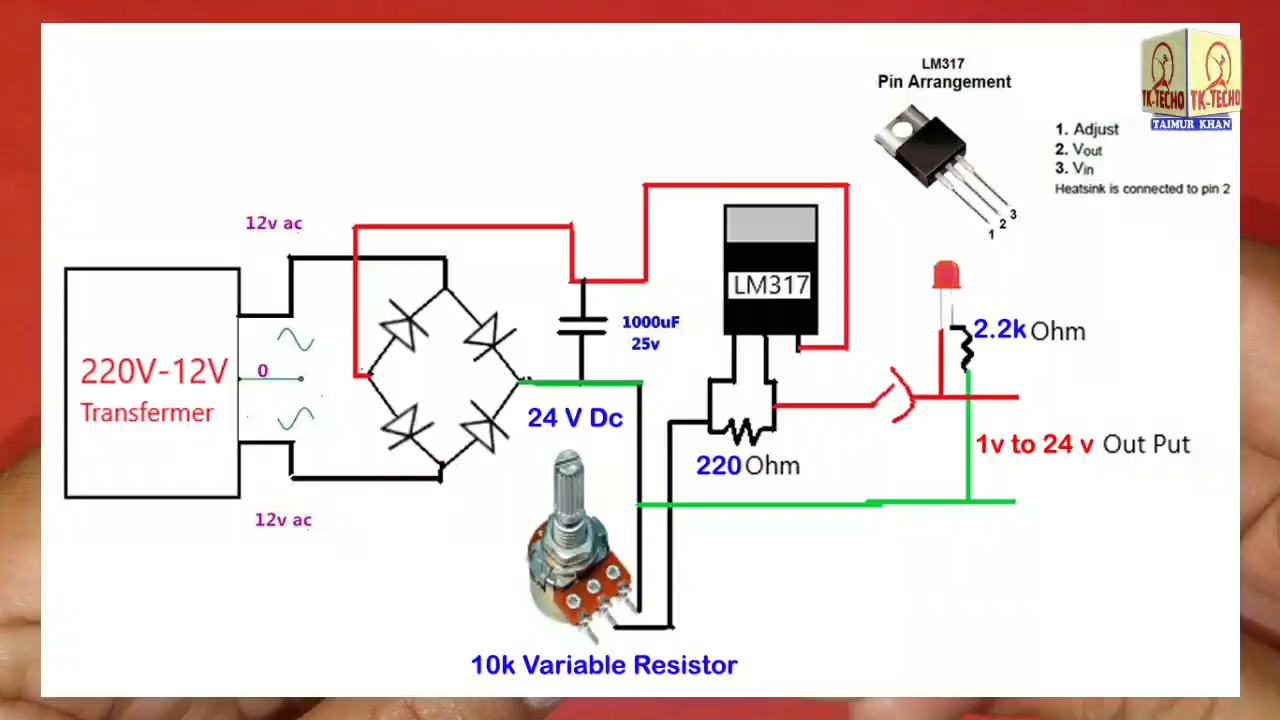 LM317
Pin Arrangement
TK-TECHO TK-TECHO
TAIMUR KHAN
1. Adjust
2. Vout
3. Vin
Heatsink is connected to pin 2
3
2
1
12v ac
220V-12V
Transfermer
0
12v ac
1000uF
25v
LM317
2.2k Ohm
24 V Dc
220 Ohm
1v to 24 v Out Put
10k Variable Resistor